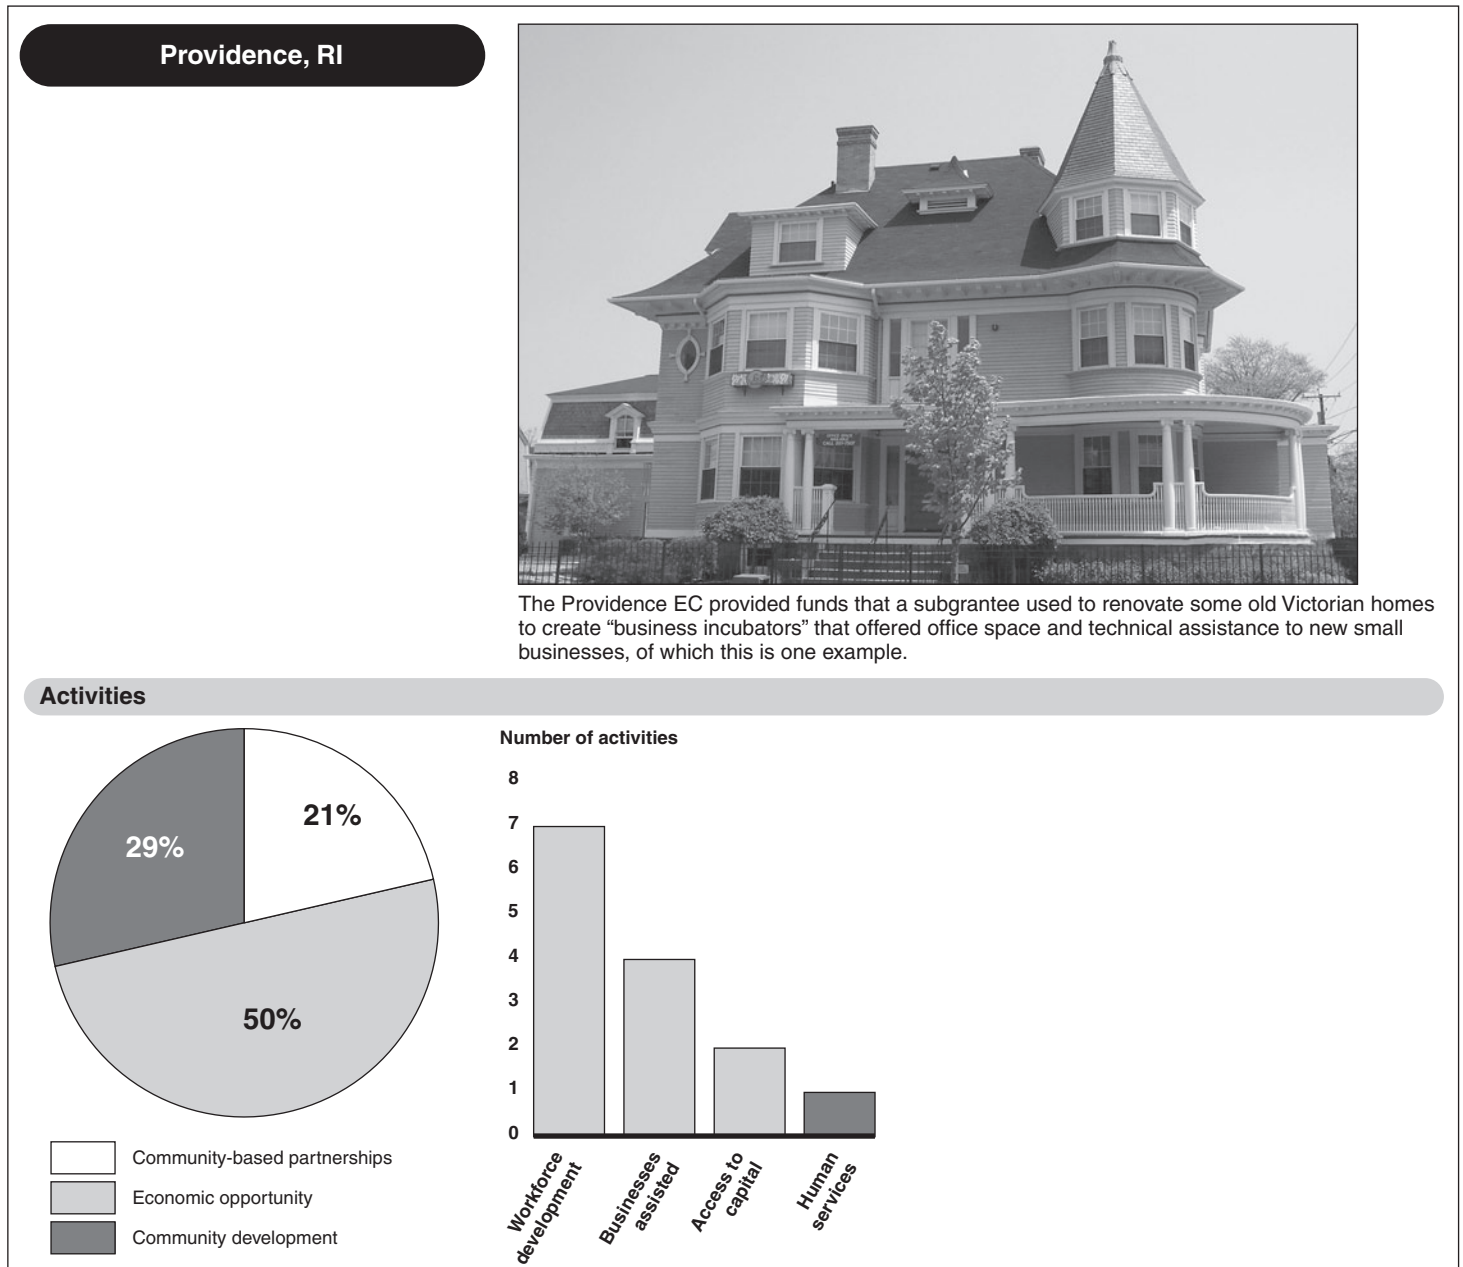 Providence, RI
The Providence EC provided funds that a subgrantee used to renovate some old Victorian homes
to create “business incubators” that offered office space and technical assistance to new small
businesses, of which this is one example.
Activities
21%
29%
50%
Community-based partnerships
Economic opportunity
Community development
Number of activities
8
7
6
5
4
3
2
1
0
Workforce
development
Businesses
assisted
Access to
capital
Human
services